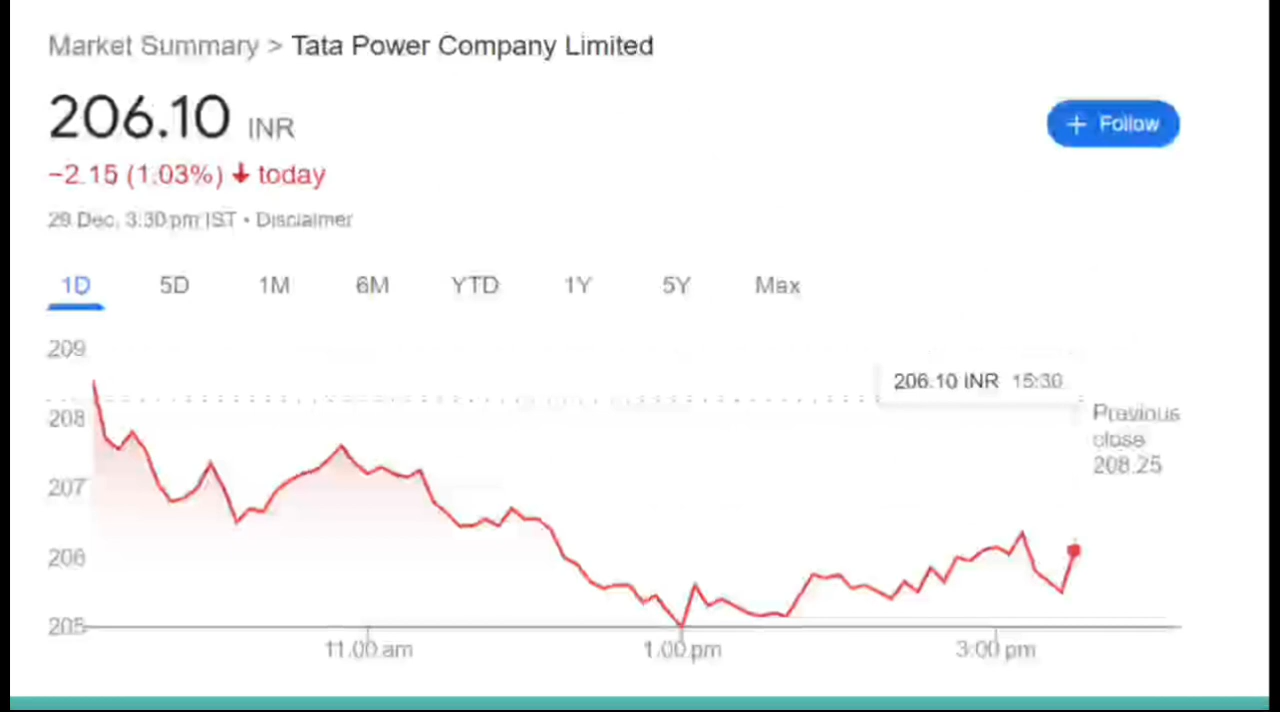 Market Summary > Tata Power Company Limited
206.10 INR
+ Follow
−2.15 (1.03%) ↓ today
29 Dec, 3:30 pm IST • Disclaimer
1D 5D 1M 6M YTD 1Y 5Y Max
209
206.10 INR 15:30
208
Previous
close
208.25
207
206
205
11:00 am 1:00 pm 3:00 pm